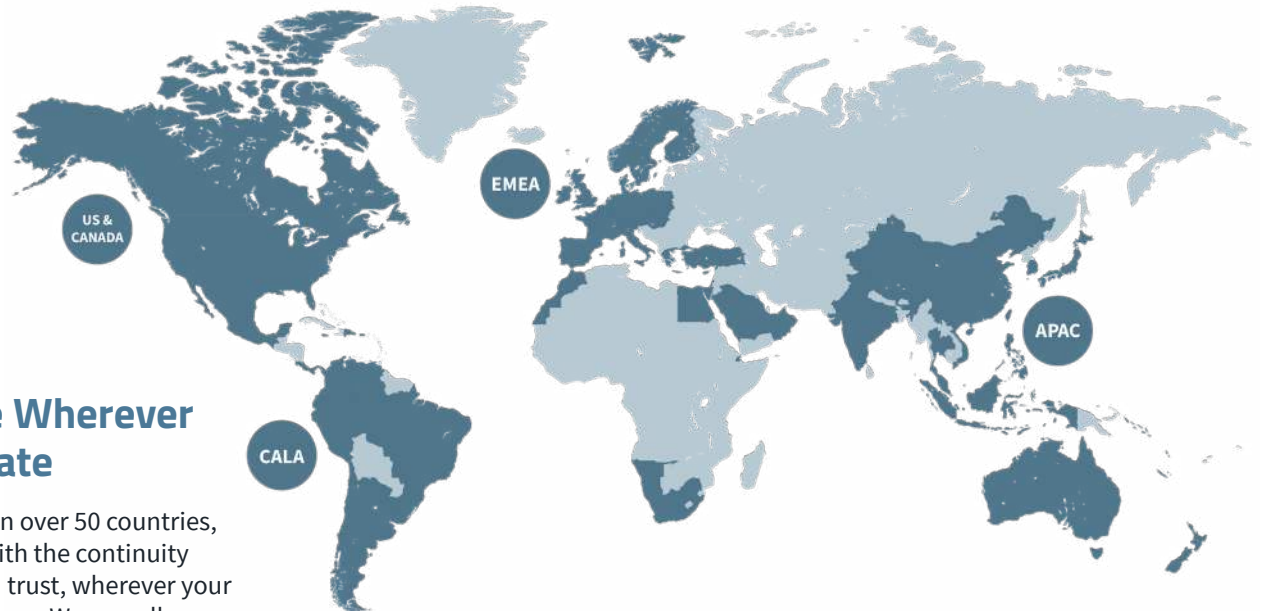 EMEA
US &
CANADA
APAC
CALA
Wherever
ate
n over 50 countries,
ith the continuity
trust, wherever your